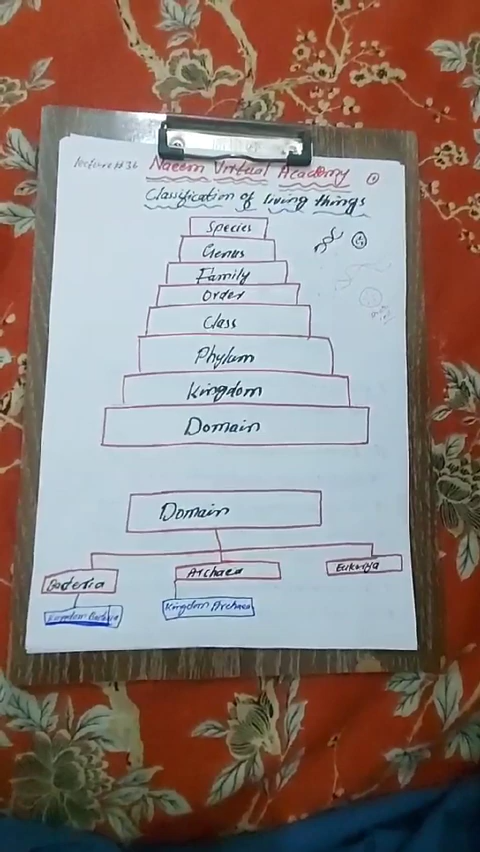 lecture#36 Naeem Virtual Academy
Classification of living things
Species
Genus
Family
Order
Class
Phylum
Kingdom
Domain
Domain
Bacteria Archaea Eukarya
Kingdom Bacteria Kingdom Archaea